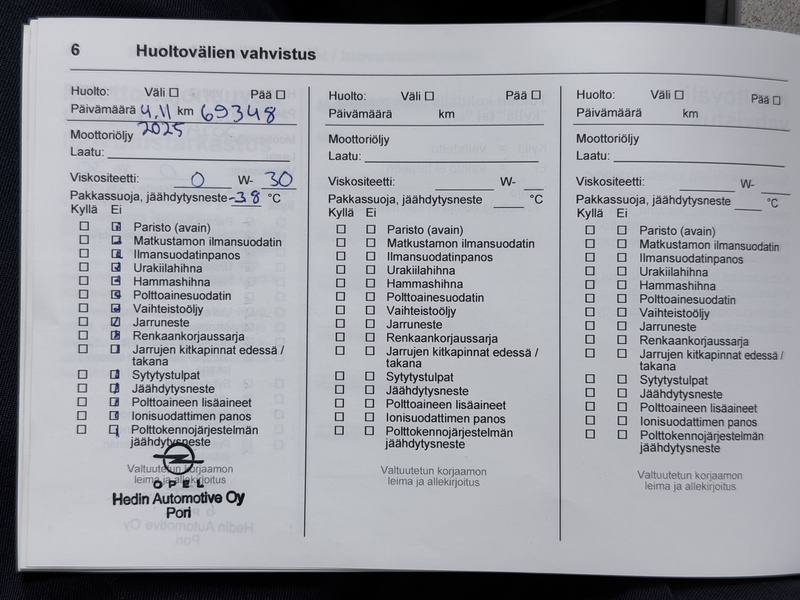 6 Huoltovälien vahvistus
Huolto: Väli ☐ Pää ☐
Päivämäärä 4.11 km 69348
2025
Moottoriöljy
Laatu:
Viskositeetti: 0 W- 30
Pakkassuoja, jäähdytysneste -38 °C
Kyllä Ei
Paristo (avain)
Matkustamon ilmansuodatin
Ilmansuodatinpanos
Urakiilahihna
Hammashihna
Polttoainesuodatin
Vaihteistoöljy
Jarruneste
Renkaankorjaussarja
Jarrujen kitkapinnat edessä /
takana
Sytytystulpat
Jäähdytysneste
Polttoaineen lisäaineet
Ionisuodattimen panos
Polttokennojärjestelmän
jäähdytysneste
Valtuutetun korjaamon
leima ja allekirjoitus
OPEL
Hedin Automotive Oy
Pori
Huolto: Väli ☐ Pää ☐
Päivämäärä km
Moottoriöljy
Laatu:
Viskositeetti: W-
Pakkassuoja, jäähdytysneste °C
Kyllä Ei
Paristo (avain)
Matkustamon ilmansuodatin
Ilmansuodatinpanos
Urakiilahihna
Hammashihna
Polttoainesuodatin
Vaihteistoöljy
Jarruneste
Renkaankorjaussarja
Jarrujen kitkapinnat edessä /
takana
Sytytystulpat
Jäähdytysneste
Polttoaineen lisäaineet
Ionisuodattimen panos
Polttokennojärjestelmän
jäähdytysneste
Valtuutetun korjaamon
leima ja allekirjoitus
Huolto: Väli ☐ Pää ☐
Päivämäärä km
Moottoriöljy
Laatu:
Viskositeetti: W-
Pakkassuoja, jäähdytysneste °C
Kyllä Ei
Paristo (avain)
Matkustamon ilmansuodatin
Ilmansuodatinpanos
Urakiilahihna
Hammashihna
Polttoainesuodatin
Vaihteistoöljy
Jarruneste
Renkaankorjaussarja
Jarrujen kitkapinnat edessä /
takana
Sytytystulpat
Jäähdytysneste
Polttoaineen lisäaineet
Ionisuodattimen panos
Polttokennojärjestelmän
jäähdytysneste
Valtuutetun korjaamon
leima ja allekirjoitus